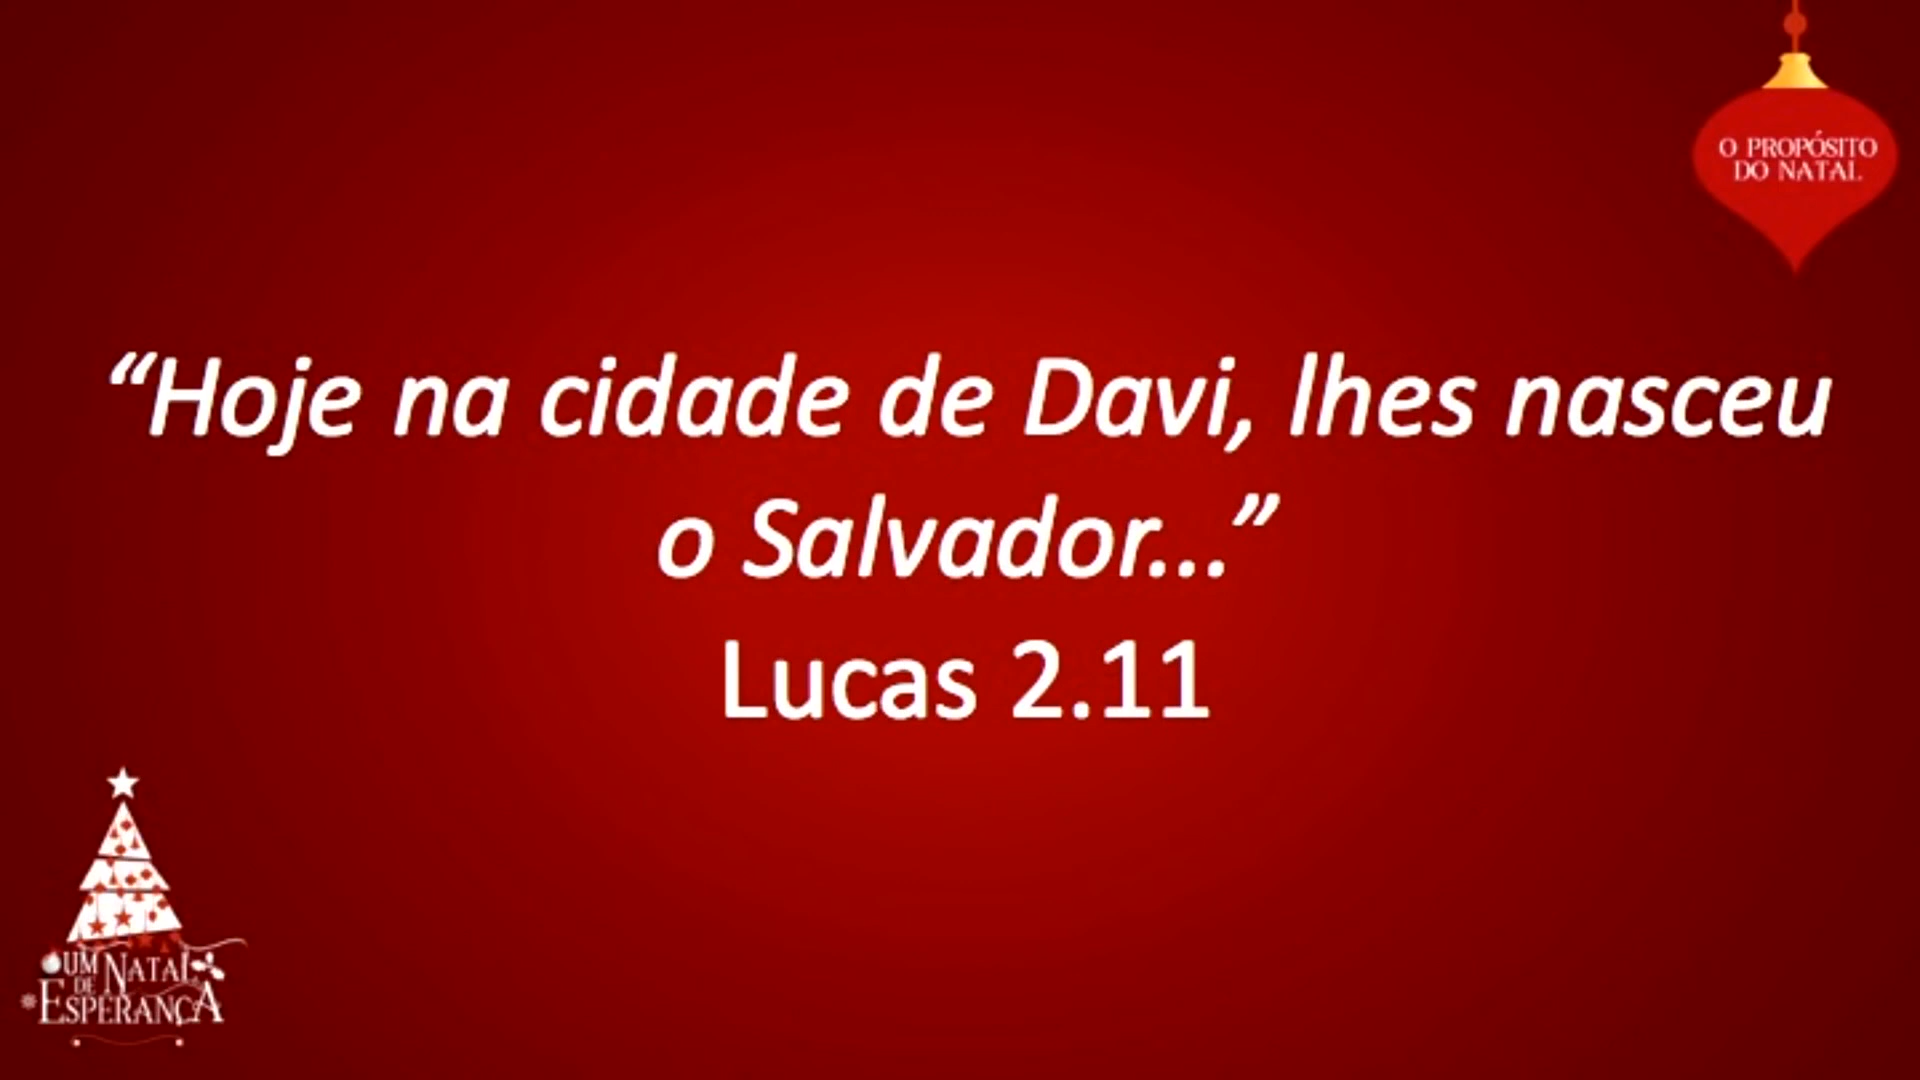 O PROPÓSITO
DO NATAL
“Hoje na cidade de Davi, lhes nasceu
o Salvador...”
Lucas 2.11
UM NATAL
DE
ESPERANÇA